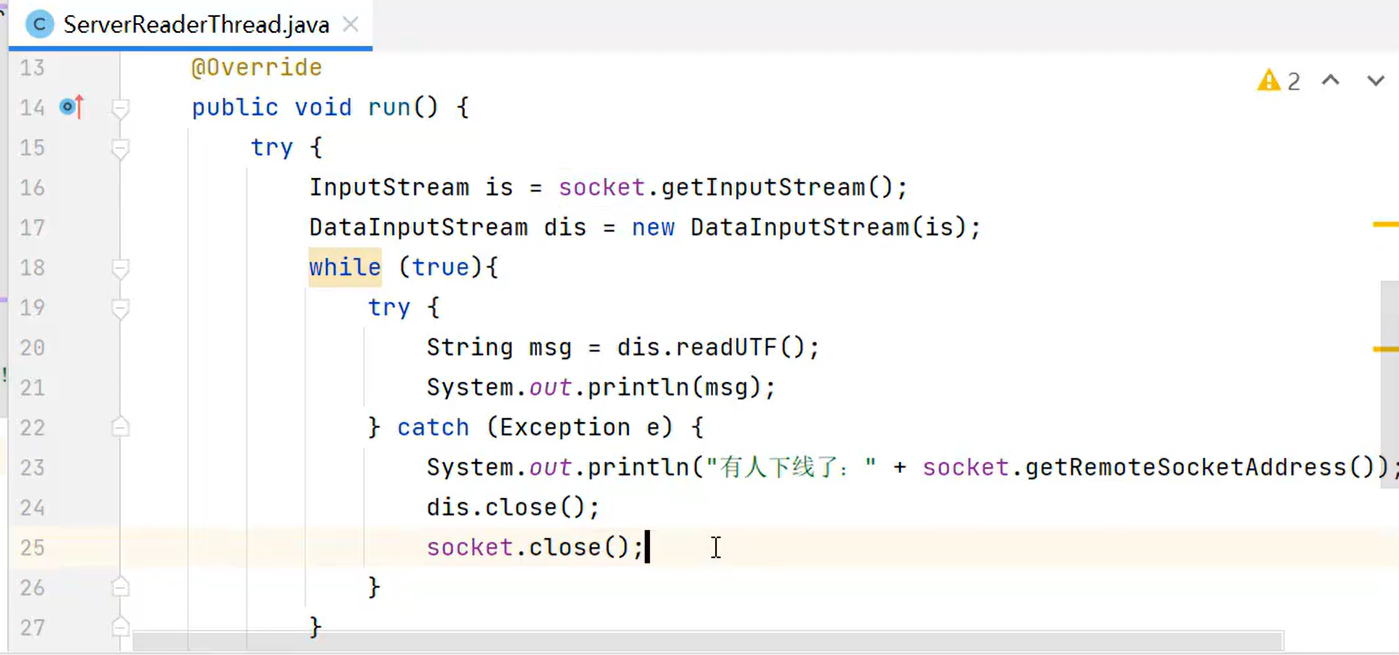 ServerReaderThread.java
13 @Override
2
14 public void run() {
15 try {
16 InputStream is = socket.getInputStream();
17 DataInputStream dis = new DataInputStream(is);
18 while (true){
19 try {
20 String msg = dis.readUTF();
21 System.out.println(msg);
22 } catch (Exception e) {
23 System.out.println("有人下线了：" + socket.getRemoteSocketAddress());
24 dis.close();
25 socket.close();
26 }
27 }